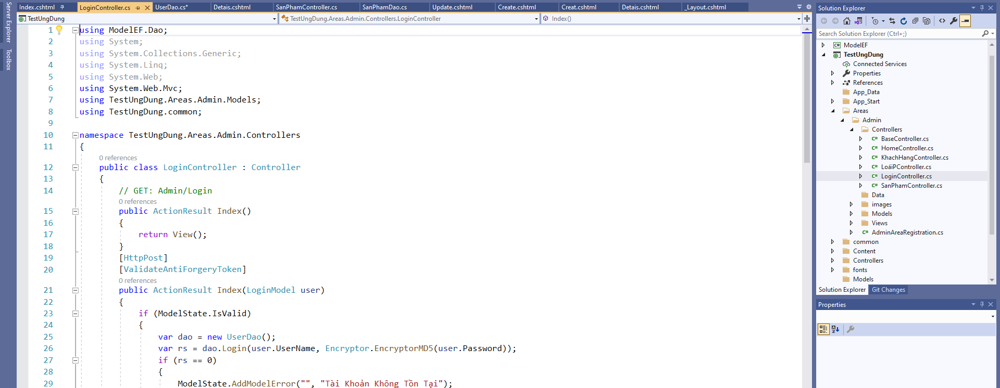 Server Explorer
Toolbox
Index.cshtml
LoginController.cs
UserDao.cs*
Detais.cshtml
SanPhamController.cs
SanPhamDao.cs
Update.cshtml
Create.cshtml
Creat.cshtml
Detais.cshtml
_Layout.cshtml
TestUngDung
TestUngDung.Areas.Admin.Controllers.LoginController
Index()
1 using ModelEF.Dao;
2 using System;
3 using System.Collections.Generic;
4 using System.Linq;
5 using System.Web;
6 using System.Web.Mvc;
7 using TestUngDung.Areas.Admin.Models;
8 using TestUngDung.common;
9
10 namespace TestUngDung.Areas.Admin.Controllers
11 {
0 references
12 public class LoginController : Controller
13 {
14 // GET: Admin/Login
0 references
15 public ActionResult Index()
16 {
17 return View();
18 }
19 [HttpPost]
20 [ValidateAntiForgeryToken]
0 references
21 public ActionResult Index(LoginModel user)
22 {
23 if (ModelState.IsValid)
24 {
25 var dao = new UserDao();
26 var rs = dao.Login(user.UserName, Encryptor.EncryptorMD5(user.Password));
27 if (rs == 0)
28 {
29 ModelState.AddModelError("", "Tài Khoản Không Tồn Tại");
Solution Explorer
Search Solution Explorer (Ctrl+;)
C# ModelEF
TestUngDung
Connected Services
Properties
References
App_Data
App_Start
Areas
Admin
Controllers
C# BaseController.cs
C# HomeController.cs
C# KhachHangController.cs
C# LoáiPController.cs
C# LoginController.cs
C# SanPhamController.cs
Data
images
Models
Views
C# AdminAreaRegistration.cs
common
Content
Controllers
fonts
Models
Solution Explorer
Git Changes
Properties